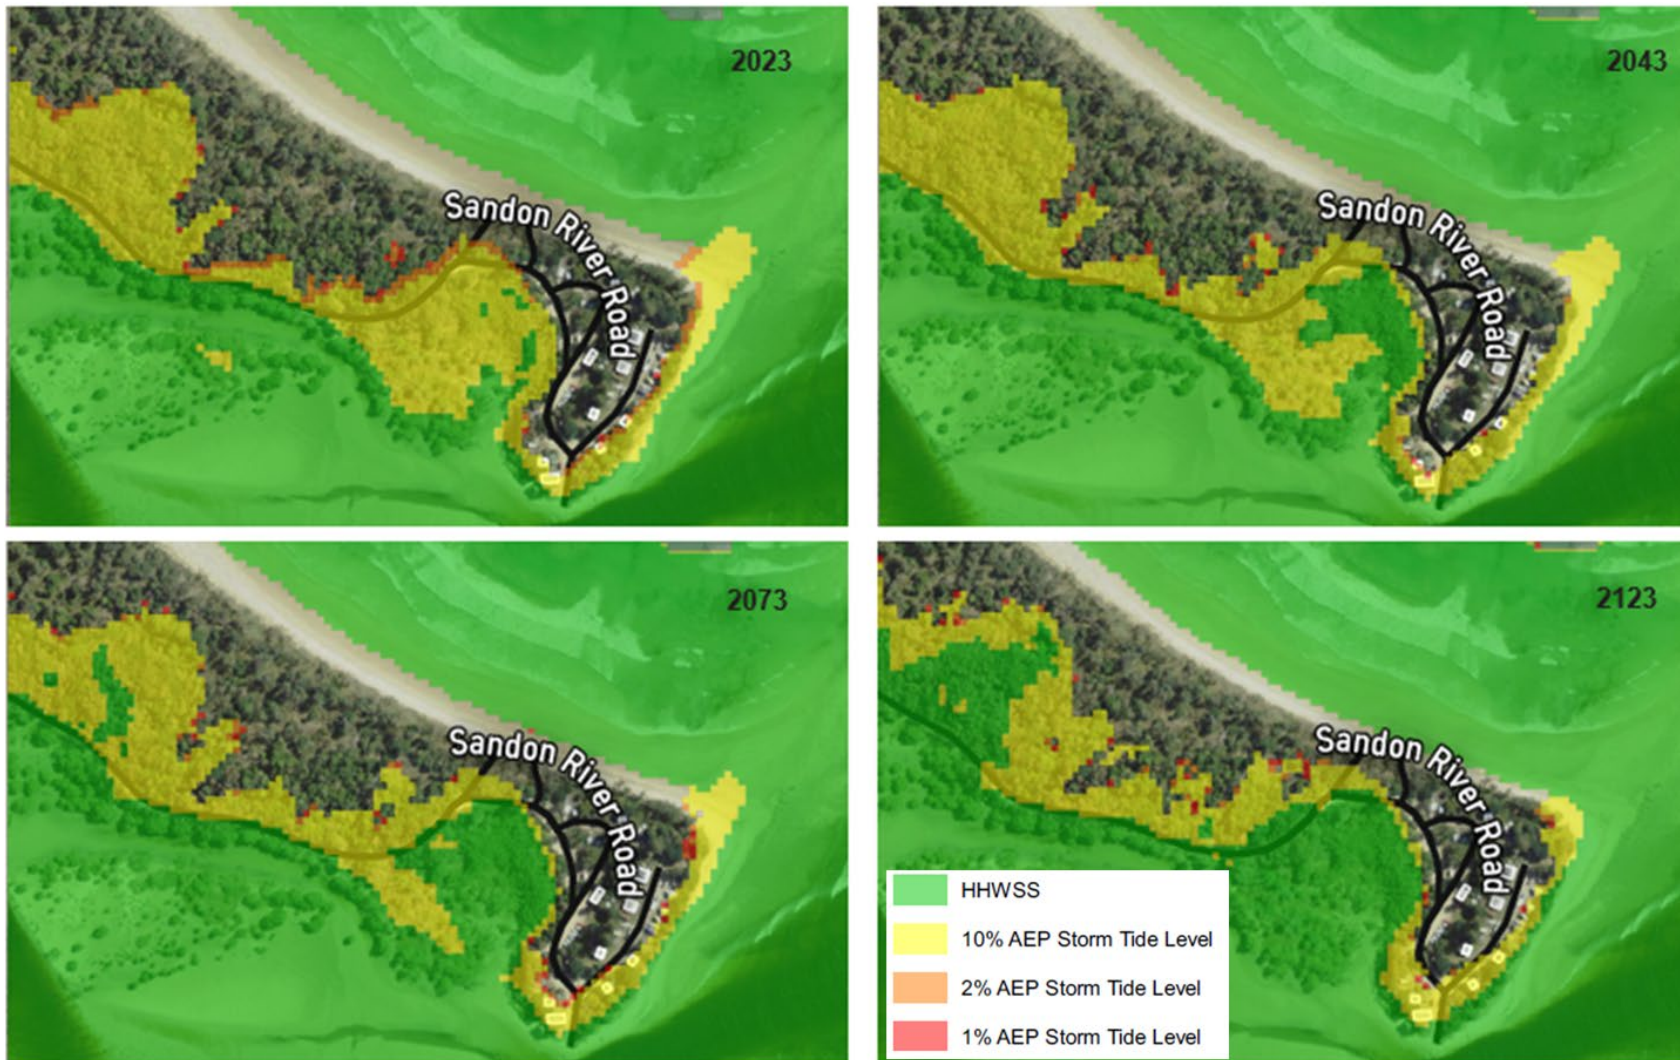 2023
Sandon River Road
2043
Sandon River Road
2073
Sandon River Road
2123
Sandon River Road
HHWSS
10% AEP Storm Tide Level
2% AEP Storm Tide Level
1% AEP Storm Tide Level